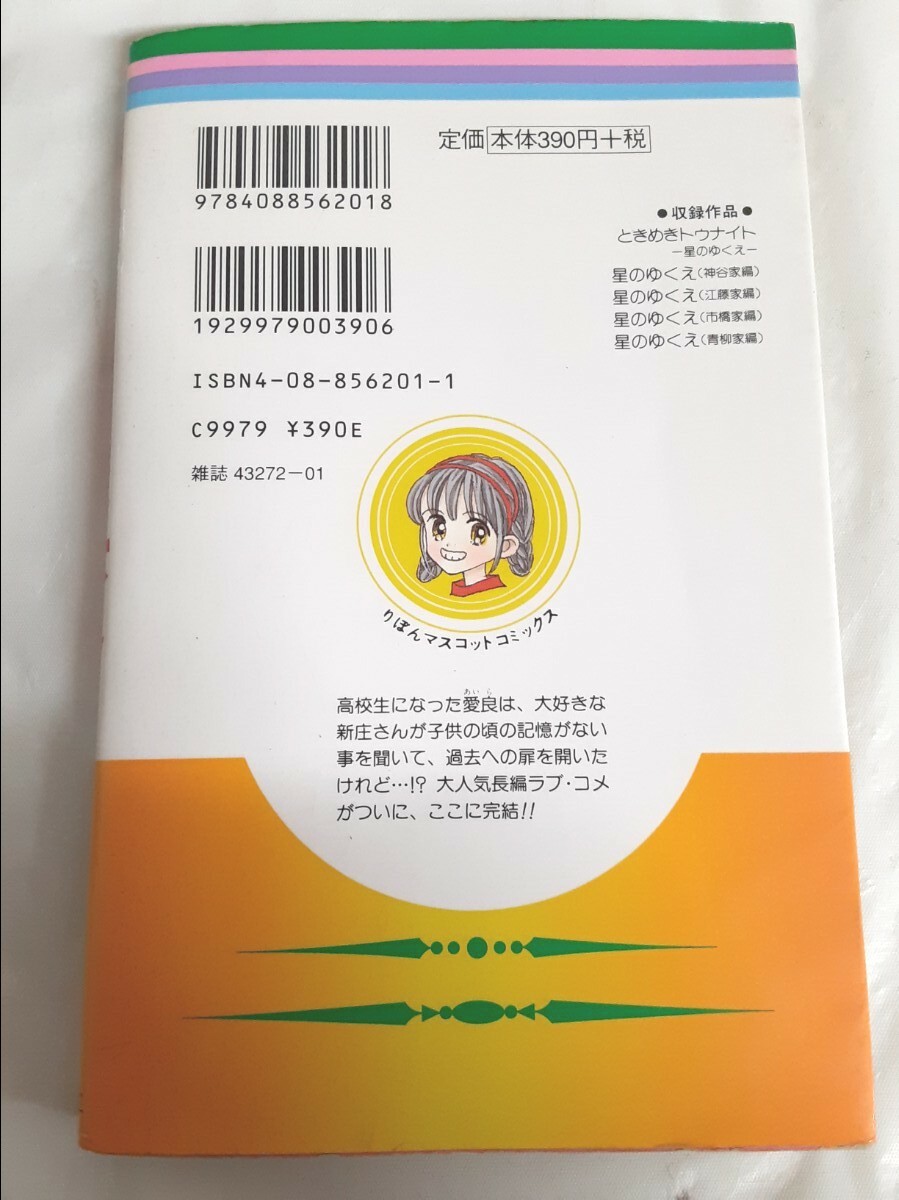 9784088562018
定価 本体390円+税
1929979003906
ISBN4-08-856201-1
C9979 ¥390E
雑誌 43272-01
●収録作品●
ときめきトゥナイト
—星のゆくえ—
星のゆくえ(神谷家編)
星のゆくえ(江藤家編)
星のゆくえ(市橋家編)
星のゆくえ(青柳家編)
りぼんマスコットコミックス
あいら
高校生になった愛良は、大好きな
新庄さんが子供の頃の記憶がない
事を聞いて、過去への扉を開いた
けれど…!? 大人気長編ラブ・コメ
がついに、ここに完結!!